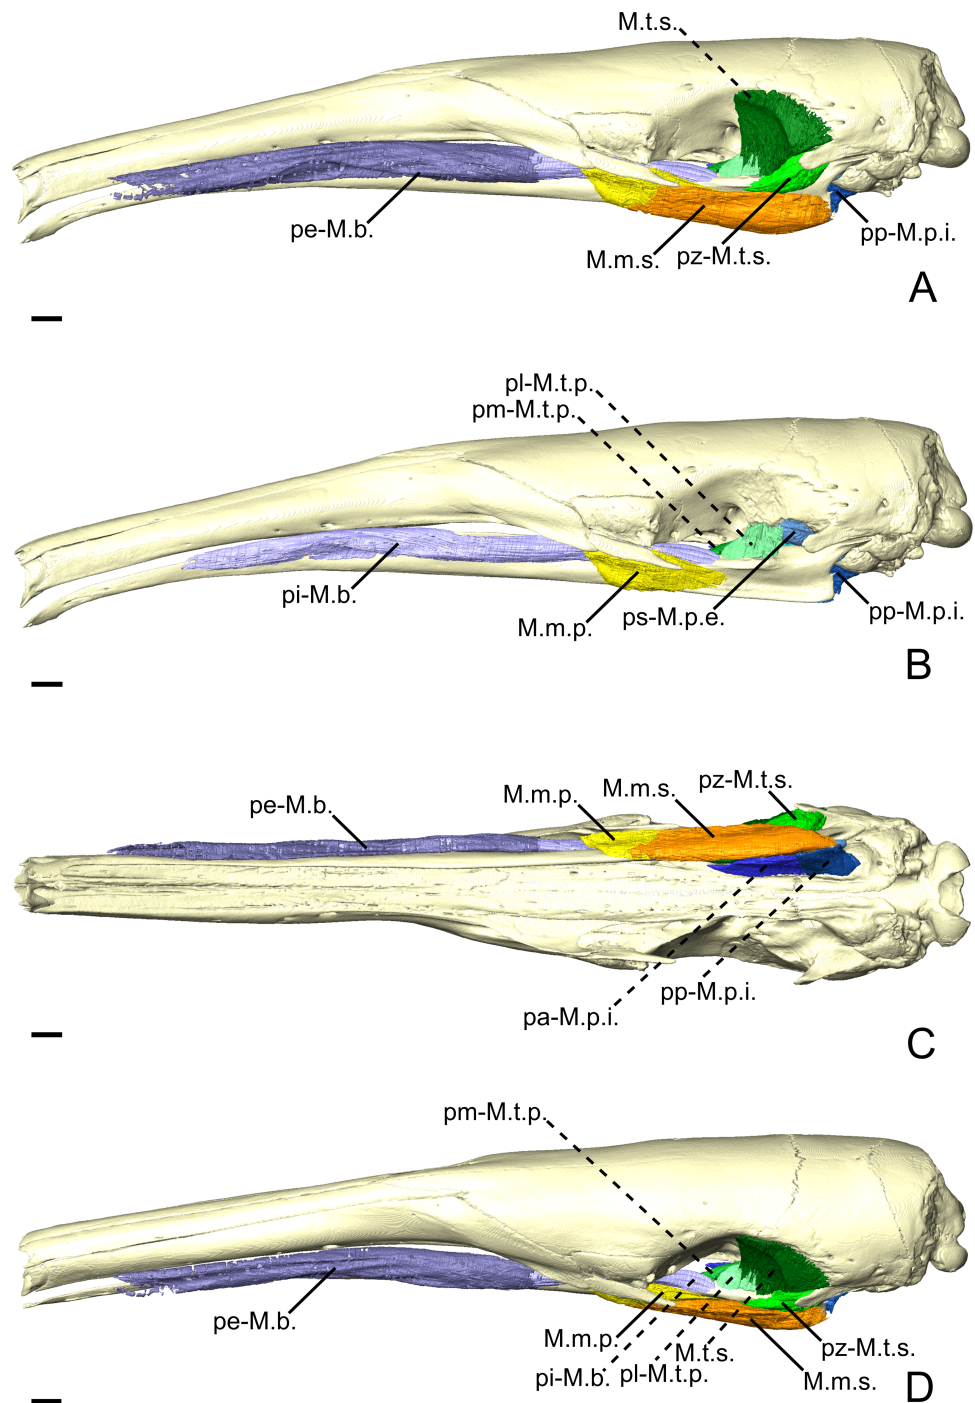 M.t.s.
pe-M.b.
M.m.s.
pz-M.t.s.
pp-M.p.i.
A
pl-M.t.p.
pm-M.t.p.
pi-M.b.
M.m.p.
ps-M.p.e.
pp-M.p.i.
B
pe-M.b.
M.m.p.
M.m.s.
pz-M.t.s.
pa-M.p.i.
pp-M.p.i.
C
pm-M.t.p.
pe-M.b.
M.m.p.
pi-M.b.
pl-M.t.p.
M.t.s.
pz-M.t.s.
M.m.s.
D